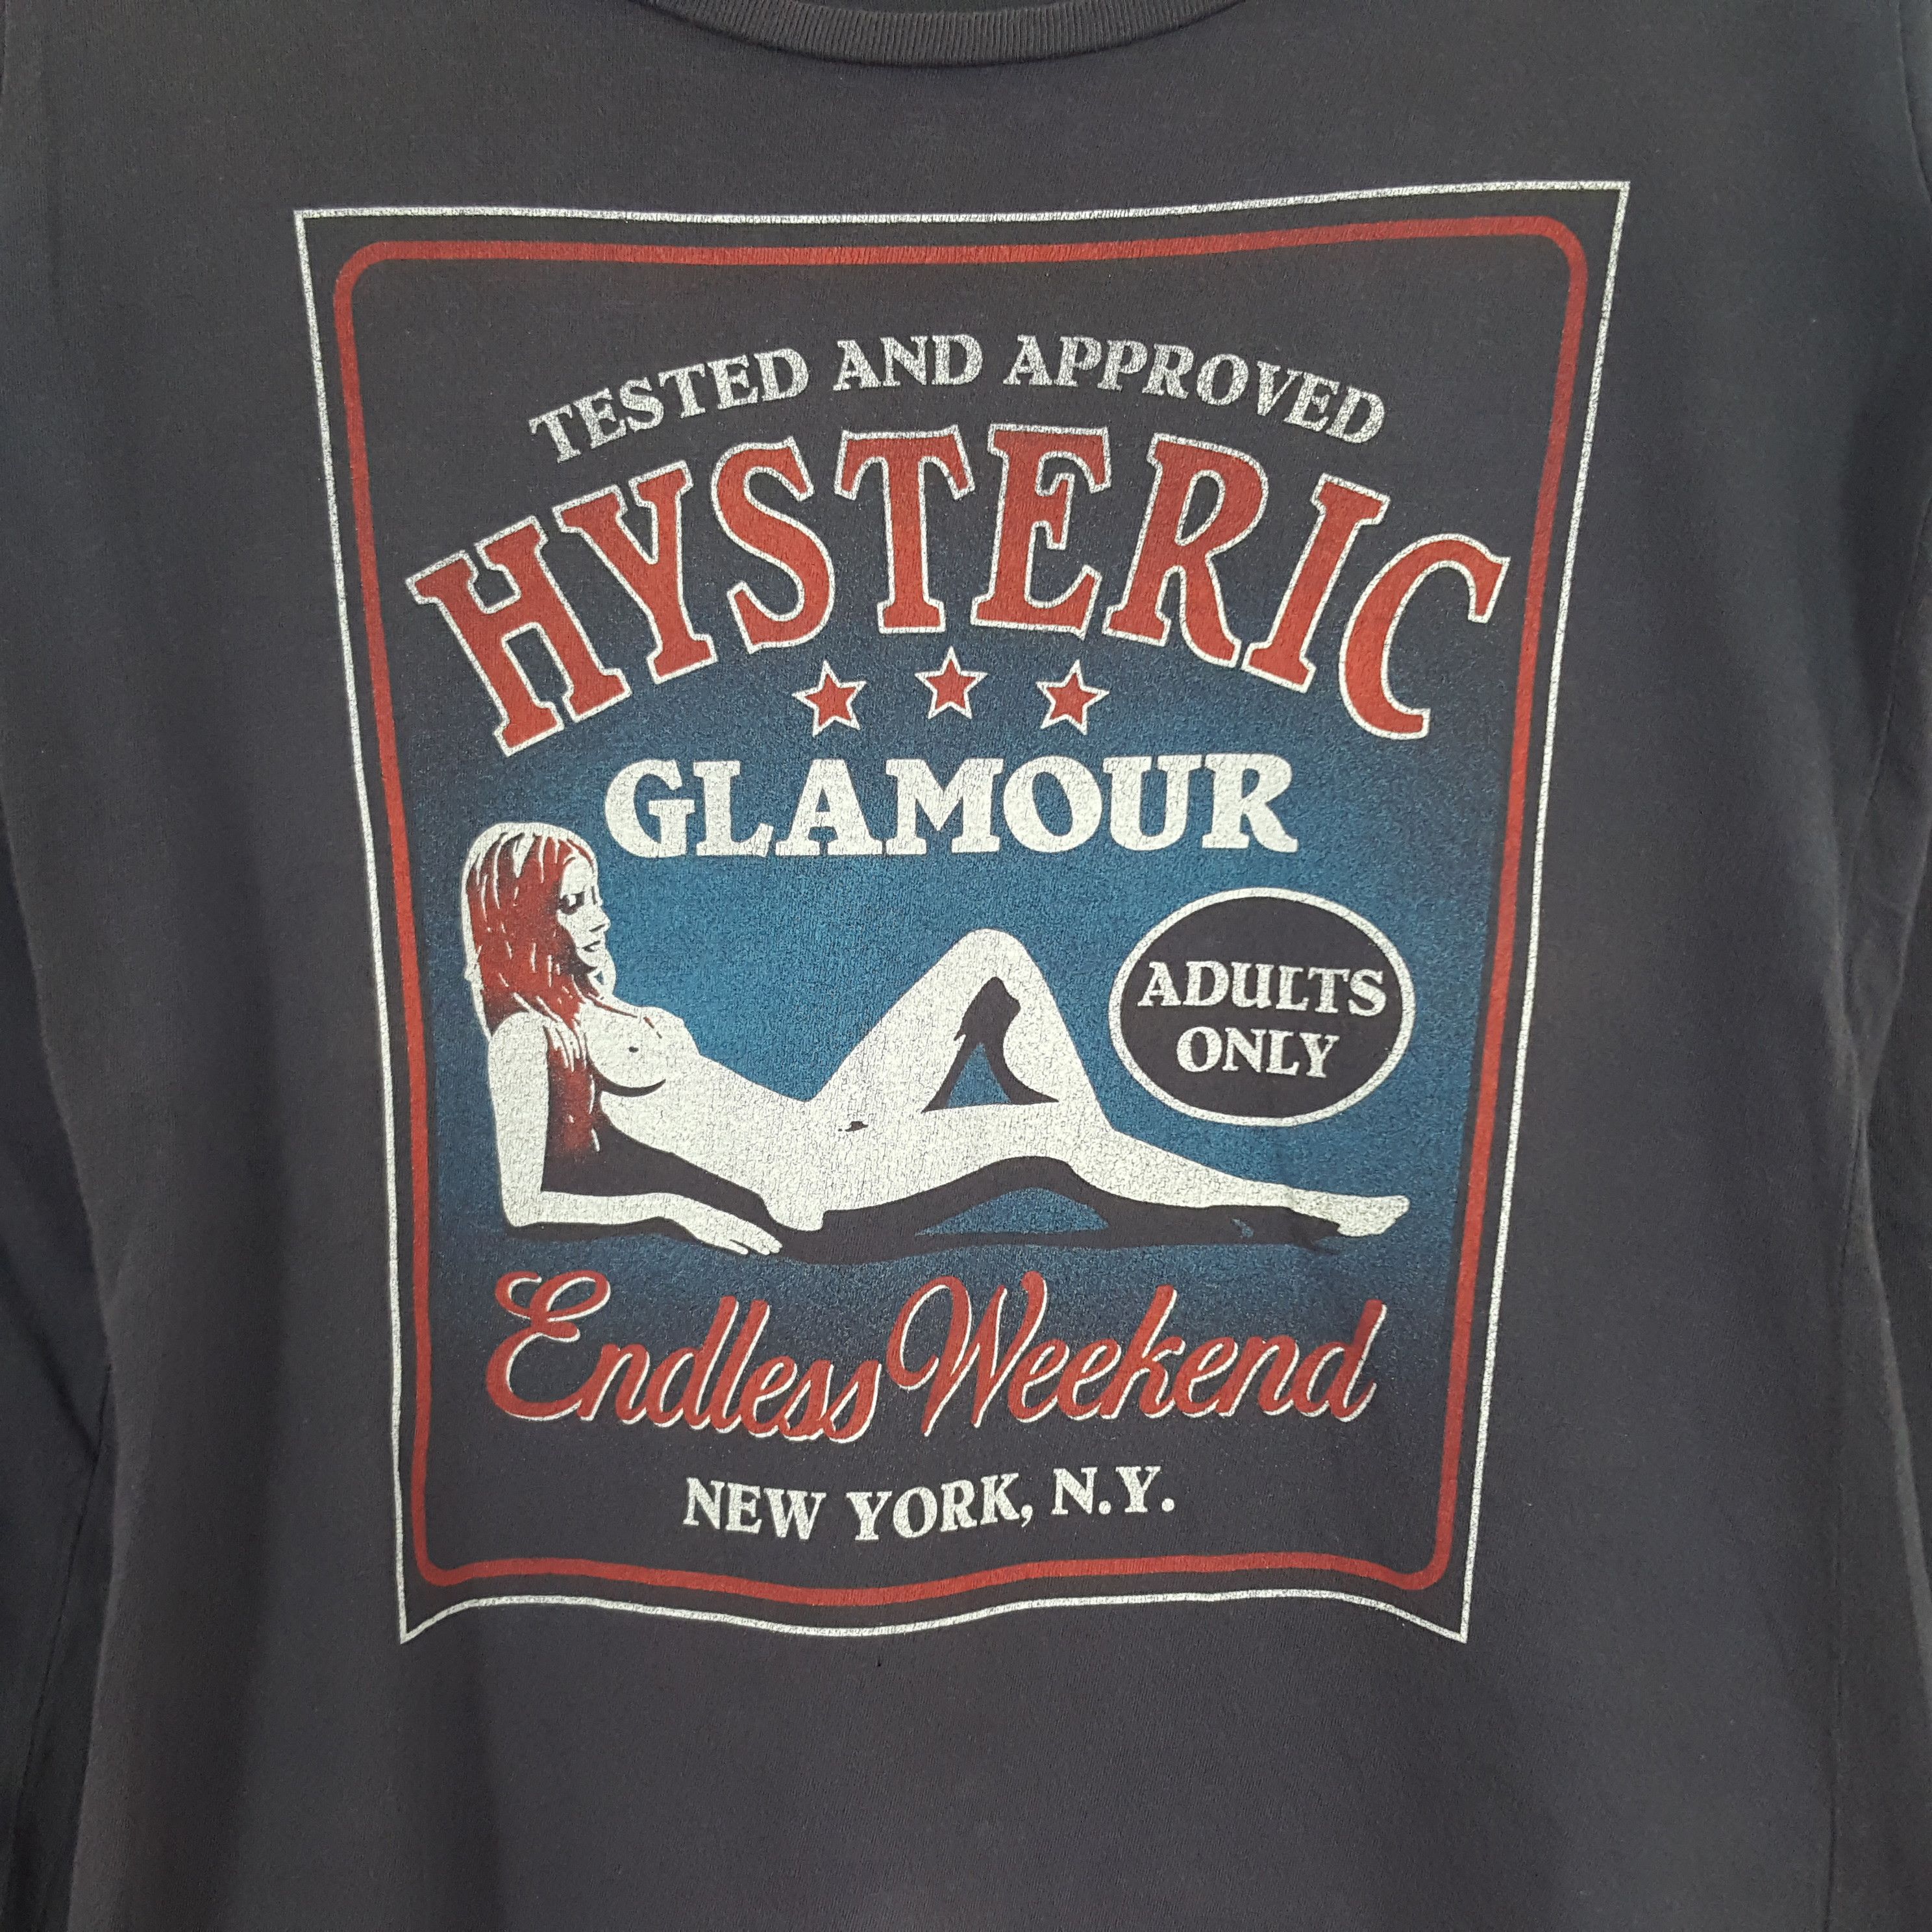 TESTED AND APPROVED
HYSTERIC
GLAMOUR
ADULTS
ONLY
Endless Weekend
NEW YORK, N.Y.